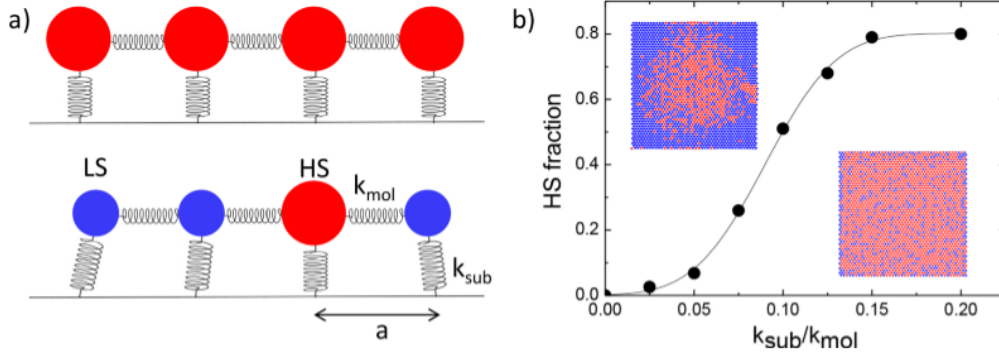 a)
LS
HS
k_mol
k_sub
a
b)
HS fraction
0.8
0.6
0.4
0.2
0.0
0.00 0.05 0.10 0.15 0.20
k_sub/k_mol